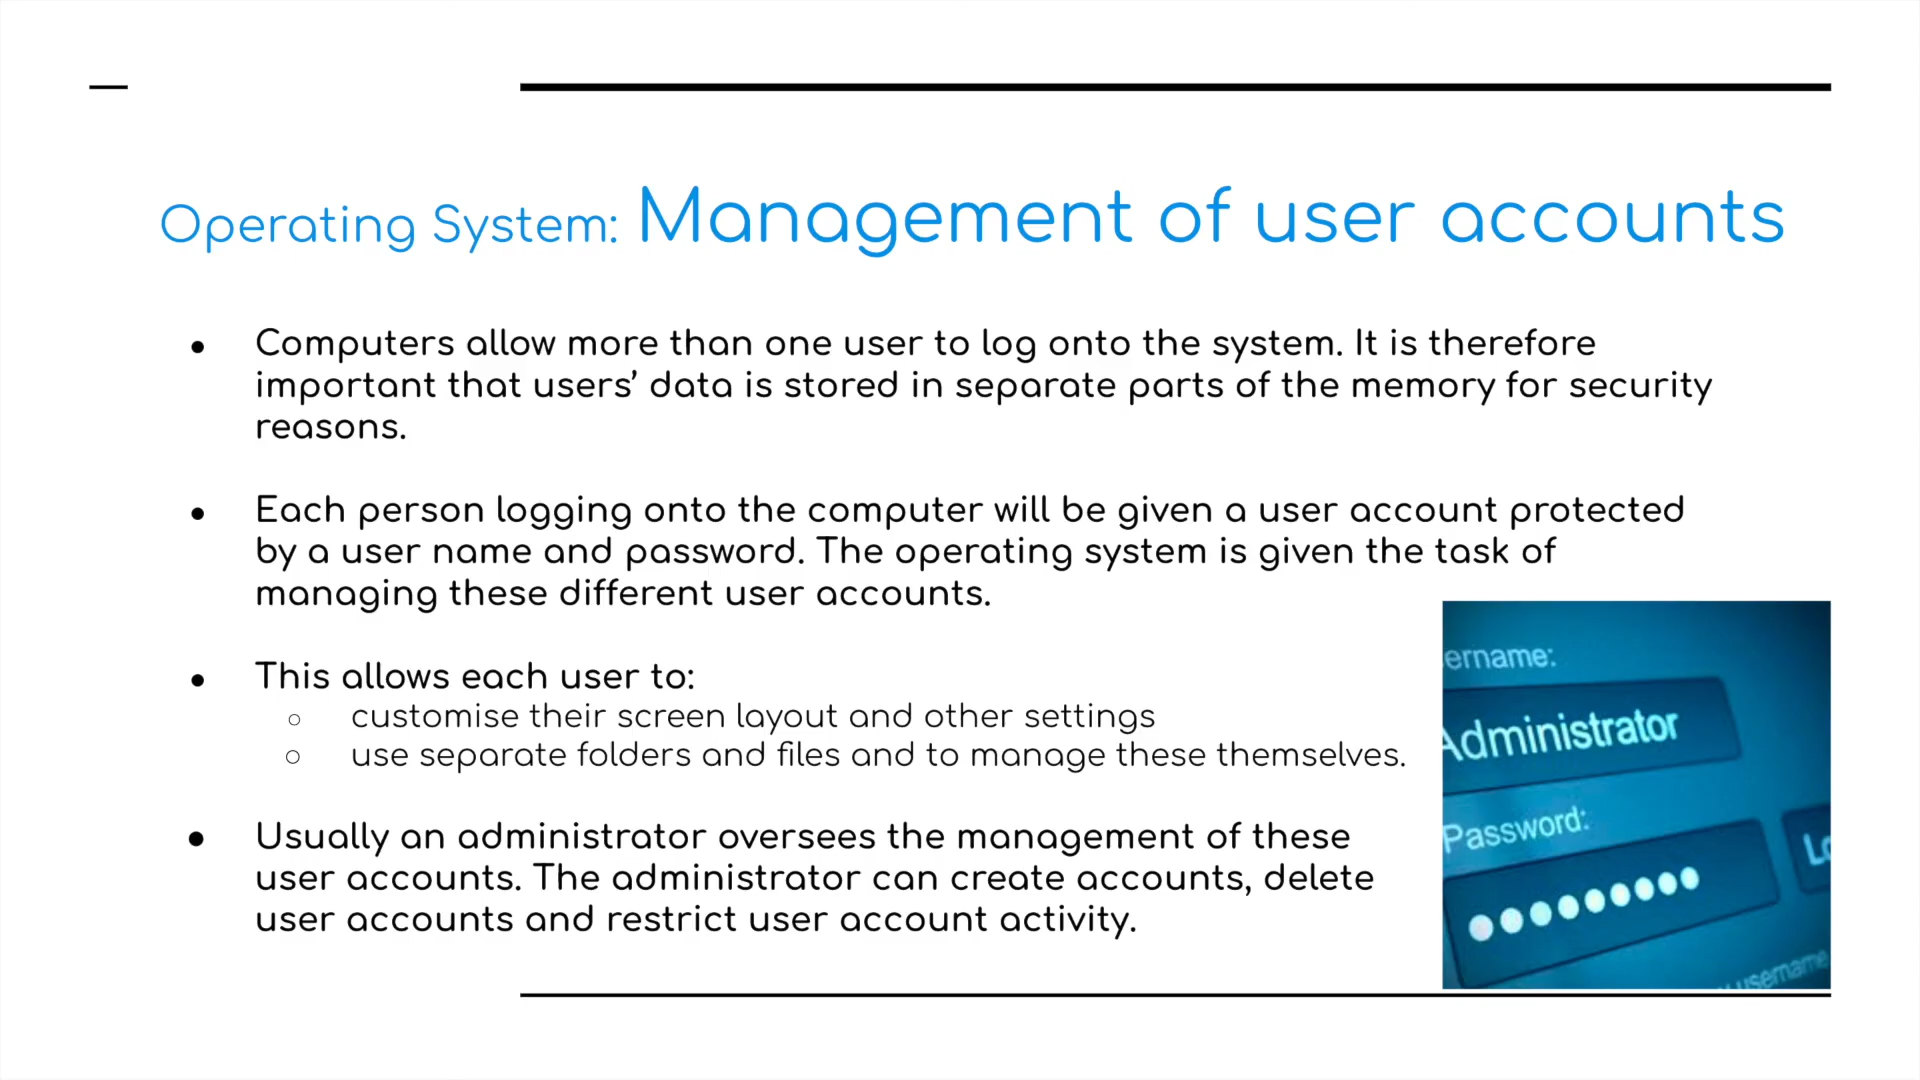 Operating System: Management of user accounts
● Computers allow more than one user to log onto the system. It is therefore
important that users’ data is stored in separate parts of the memory for security
reasons.
● Each person logging onto the computer will be given a user account protected
by a user name and password. The operating system is given the task of
managing these different user accounts.
● This allows each user to:
○ customise their screen layout and other settings
○ use separate folders and files and to manage these themselves.
● Usually an administrator oversees the management of these
user accounts. The administrator can create accounts, delete
user accounts and restrict user account activity.
ername:
Administrator
Password:
Lo
username